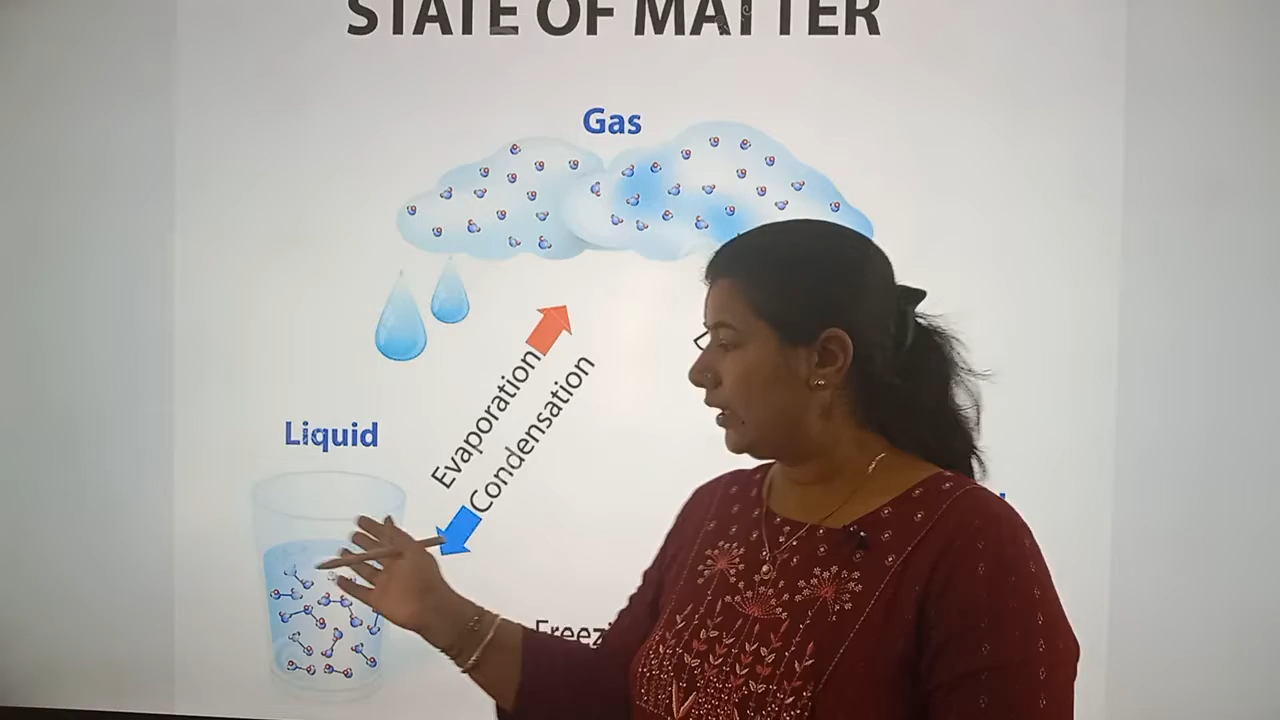 STATE OF MATTER
Gas
Evaporation
Condensation
Liquid